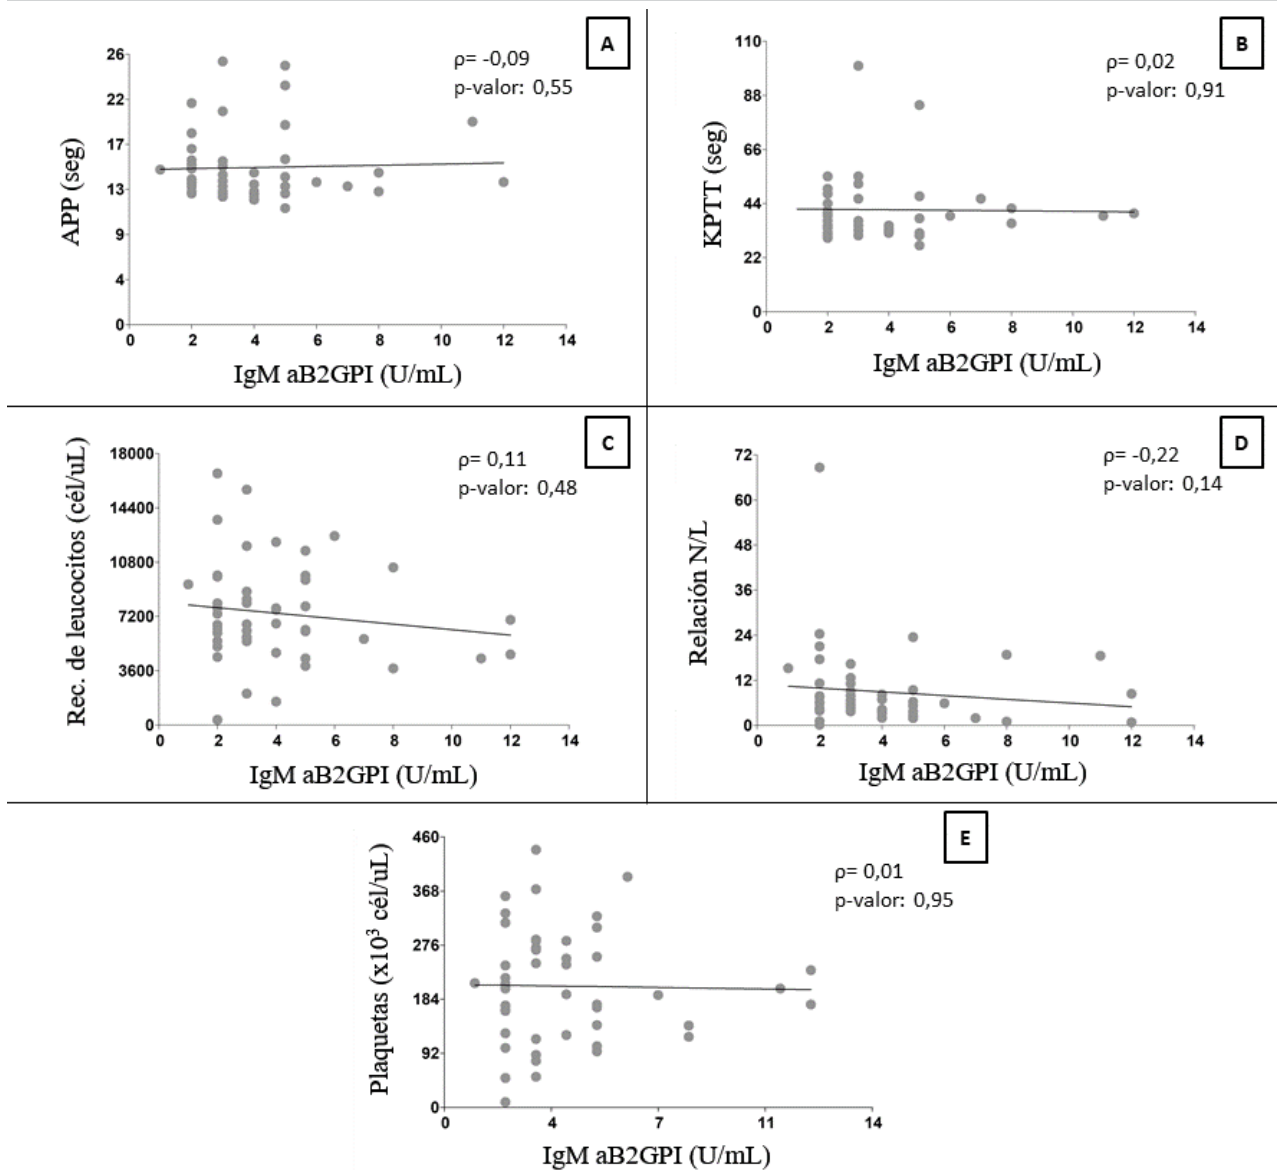 A
ρ= -0,09
p-valor: 0,55
APP (seg)
26
22
17
13
9
4
0
0 2 4 6 8 10 12 14
IgM aB2GPI (U/mL)
B
ρ= 0,02
p-valor: 0,91
KPTT (seg)
110
88
66
44
22
0
0 2 4 6 8 10 12 14
IgM aB2GPI (U/mL)
C
ρ= 0,11
p-valor: 0,48
Rec. de leucocitos (cél/uL)
18000
14400
10800
7200
3600
0
0 2 4 6 8 10 12 14
IgM aB2GPI (U/mL)
D
ρ= -0,22
p-valor: 0,14
Relación N/L
72
60
48
36
24
12
0
0 2 4 6 8 10 12 14
IgM aB2GPI (U/mL)
E
ρ= 0,01
p-valor: 0,95
Plaquetas (x10³ cél/uL)
460
368
276
184
92
0
0 4 7 11 14
IgM aB2GPI (U/mL)